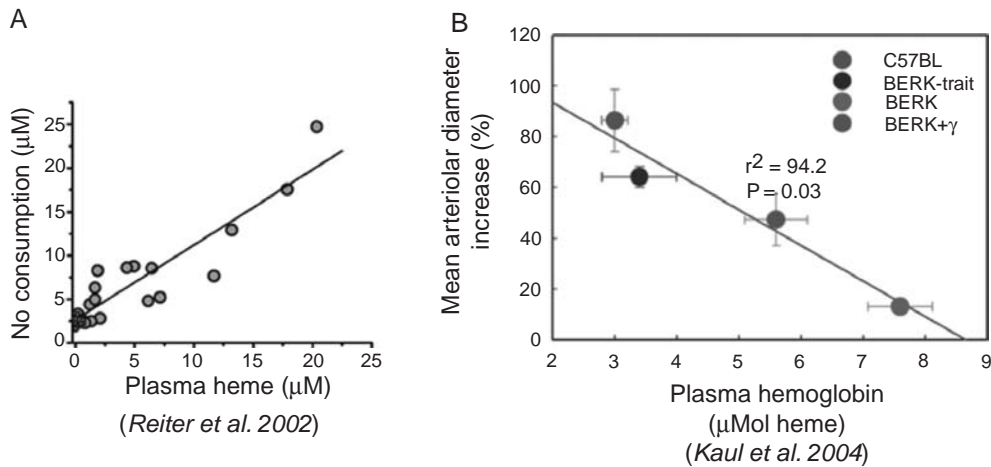 A
No consumption (μM)
25
20
15
10
5
0
0 5 10 15 20 25
Plasma heme (μM)
(Reiter et al. 2002)
B
Mean arteriolar diameter
increase (%)
120
100
80
60
40
20
0
C57BL
BERK-trait
BERK
BERK+γ
r² = 94.2
P = 0.03
2 3 4 5 6 7 8 9
Plasma hemoglobin
(μMol heme)
(Kaul et al. 2004)